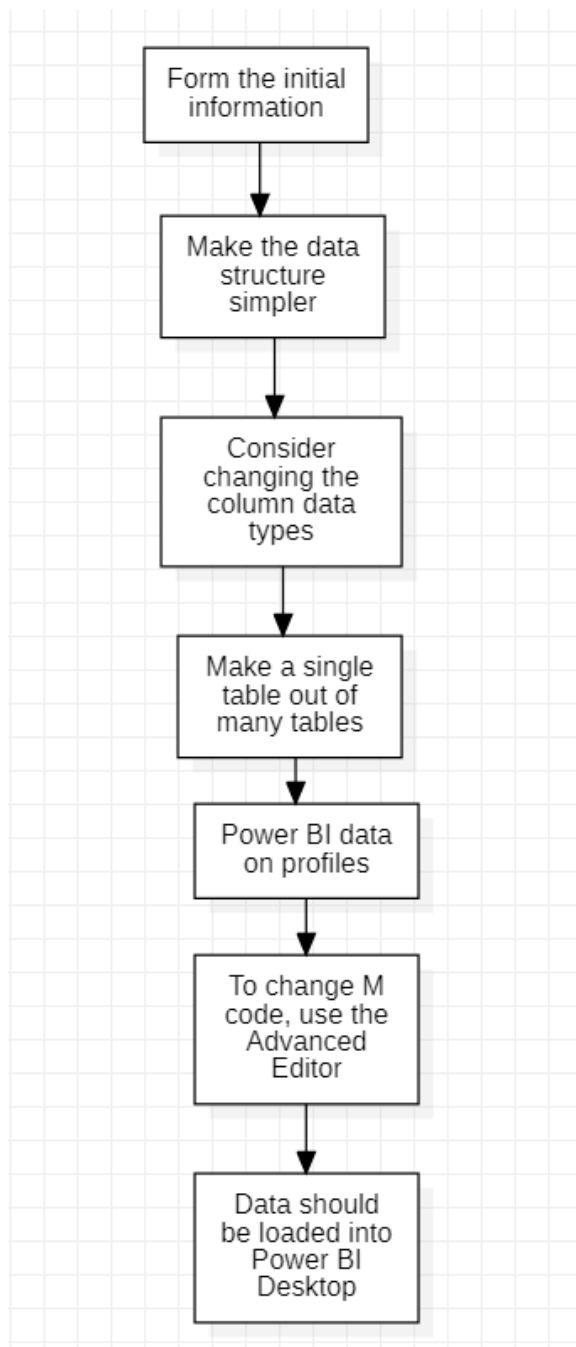 Form the initial
information
Make the data
structure
simpler
Consider
changing the
column data
types
Make a single
table out of
many tables
Power BI data
on profiles
To change M
code, use the
Advanced
Editor
Data should
be loaded into
Power BI
Desktop